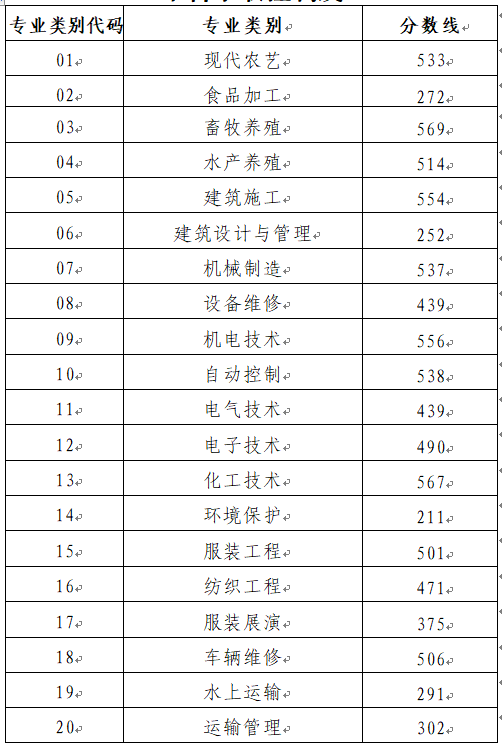 专业类别代码 专业类别 分数线
01 现代农艺 533
02 食品加工 272
03 畜牧养殖 569
04 水产养殖 514
05 建筑施工 554
06 建筑设计与管理 252
07 机械制造 537
08 设备维修 439
09 机电技术 556
10 自动控制 538
11 电气技术 439
12 电子技术 490
13 化工技术 567
14 环境保护 211
15 服装工程 501
16 纺织工程 471
17 服装展演 375
18 车辆维修 506
19 水上运输 291
20 运输管理 302